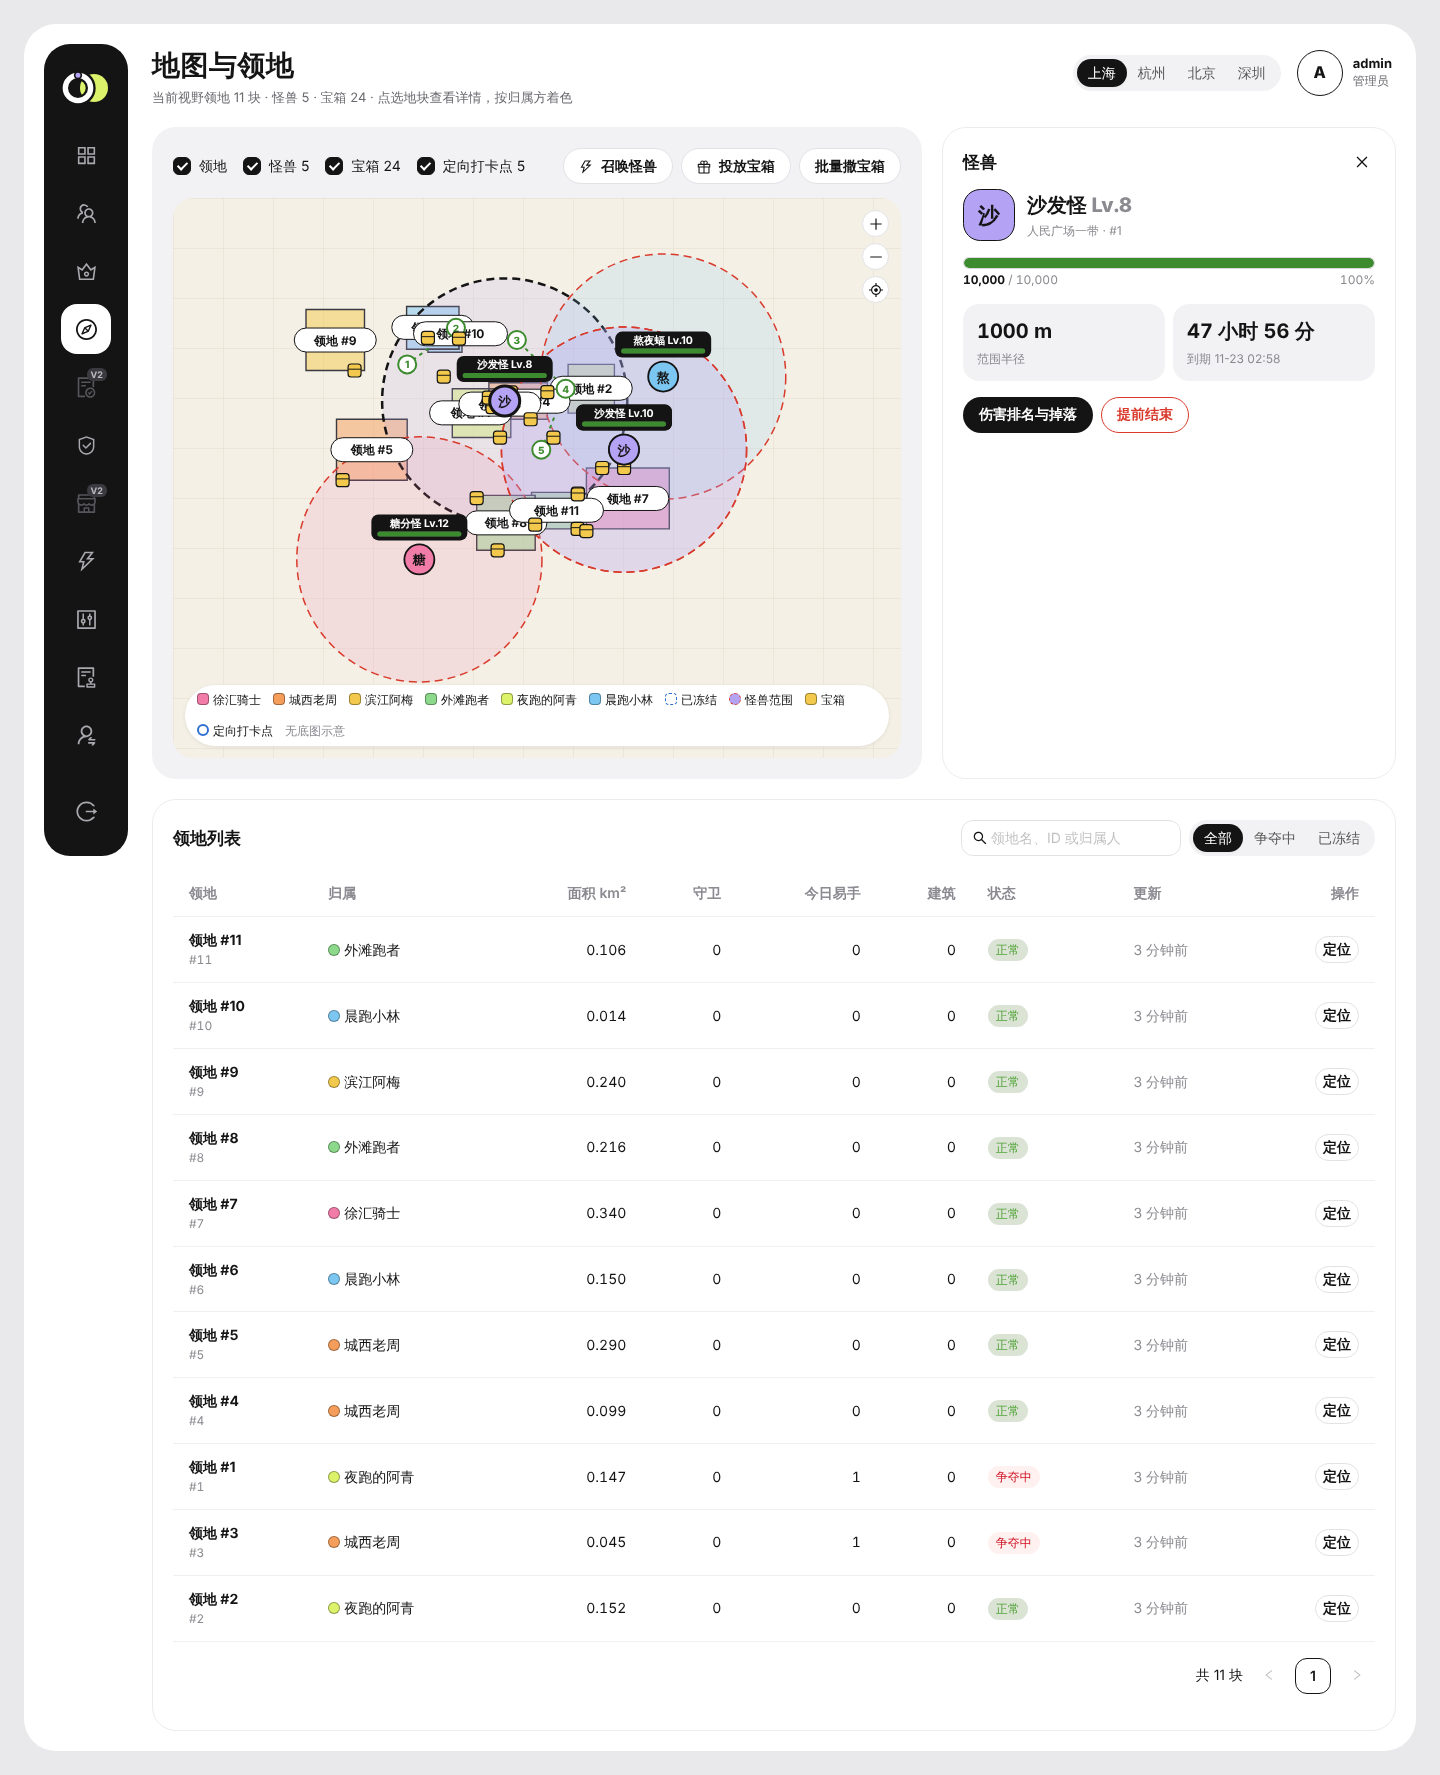 地图与领地
当前视野领地 11 块 · 怪兽 5 · 宝箱 24 · 点选地块查看详情，按归属方着色
上海 杭州 北京 深圳
A
admin
管理员
V2
V2
领地 怪兽 5 宝箱 24 定向打卡点 5
召唤怪兽 投放宝箱 批量撒宝箱
领地 #9
#10
2
1
3
沙发怪 Lv.8
沙
熬夜蝠 Lv.10
熬
4
领地 #2
沙发怪 Lv.10
沙
5
领地 #5
领地 #7
领地 #11
领地 #8
糖分怪 Lv.12
糖
徐汇骑士 城西老周 滨江阿梅 外滩跑者 夜跑的阿青 晨跑小林 已冻结 怪兽范围 宝箱
定向打卡点 无底图示意
怪兽
沙
沙发怪 Lv.8
人民广场一带 · #1
10,000 / 10,000 100%
1000 m
范围半径
47 小时 56 分
到期 11-23 02:58
伤害排名与掉落 提前结束
领地列表
领地名、ID 或归属人
全部 争夺中 已冻结
领地 归属 面积 km² 守卫 今日易手 建筑 状态 更新 操作
领地 #11
#11
外滩跑者 0.106 0 0 0 正常 3 分钟前 定位
领地 #10
#10
晨跑小林 0.014 0 0 0 正常 3 分钟前 定位
领地 #9
#9
滨江阿梅 0.240 0 0 0 正常 3 分钟前 定位
领地 #8
#8
外滩跑者 0.216 0 0 0 正常 3 分钟前 定位
领地 #7
#7
徐汇骑士 0.340 0 0 0 正常 3 分钟前 定位
领地 #6
#6
晨跑小林 0.150 0 0 0 正常 3 分钟前 定位
领地 #5
#5
城西老周 0.290 0 0 0 正常 3 分钟前 定位
领地 #4
#4
城西老周 0.099 0 0 0 正常 3 分钟前 定位
领地 #1
#1
夜跑的阿青 0.147 0 1 0 争夺中 3 分钟前 定位
领地 #3
#3
城西老周 0.045 0 1 0 争夺中 3 分钟前 定位
领地 #2
#2
夜跑的阿青 0.152 0 0 0 正常 3 分钟前 定位
共 11 块 1